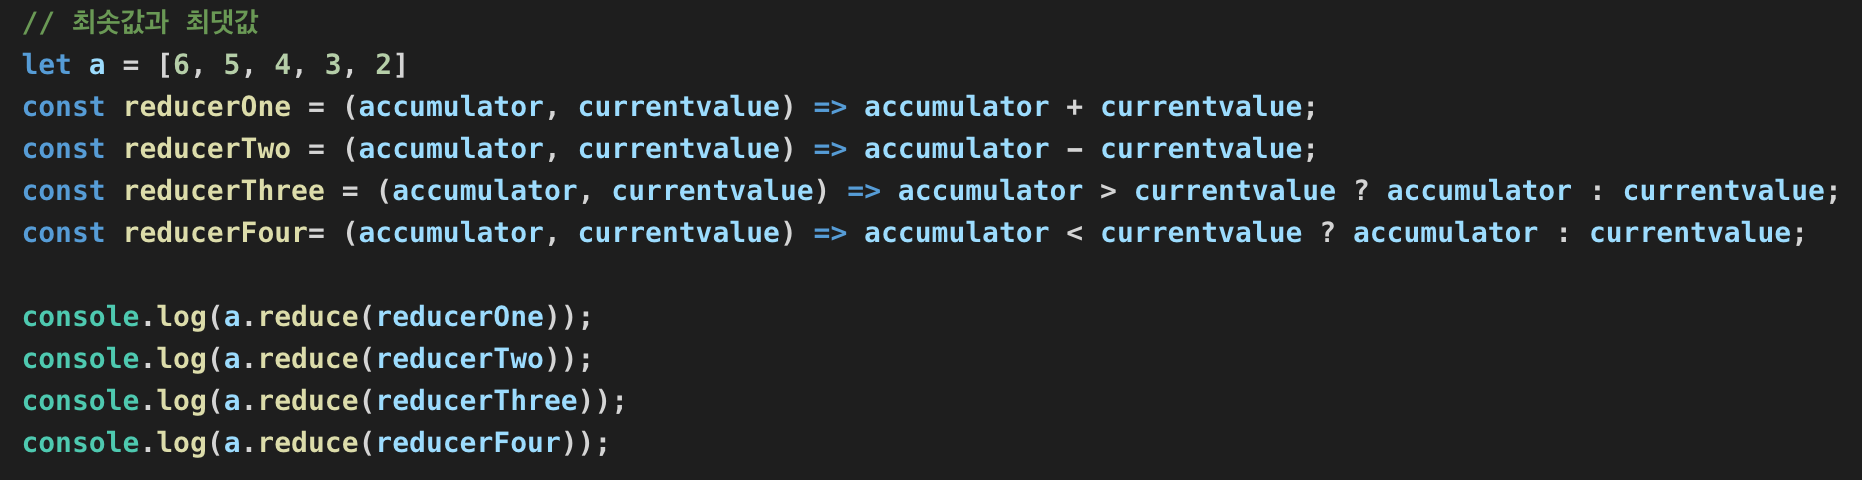 // 최솟값과 최댓값
let a = [6, 5, 4, 3, 2]
const reducerOne = (accumulator, currentvalue) => accumulator + currentvalue;
const reducerTwo = (accumulator, currentvalue) => accumulator - currentvalue;
const reducerThree = (accumulator, currentvalue) => accumulator > currentvalue ? accumulator : currentvalue;
const reducerFour= (accumulator, currentvalue) => accumulator < currentvalue ? accumulator : currentvalue;
console.log(a.reduce(reducerOne));
console.log(a.reduce(reducerTwo));
console.log(a.reduce(reducerThree));
console.log(a.reduce(reducerFour));